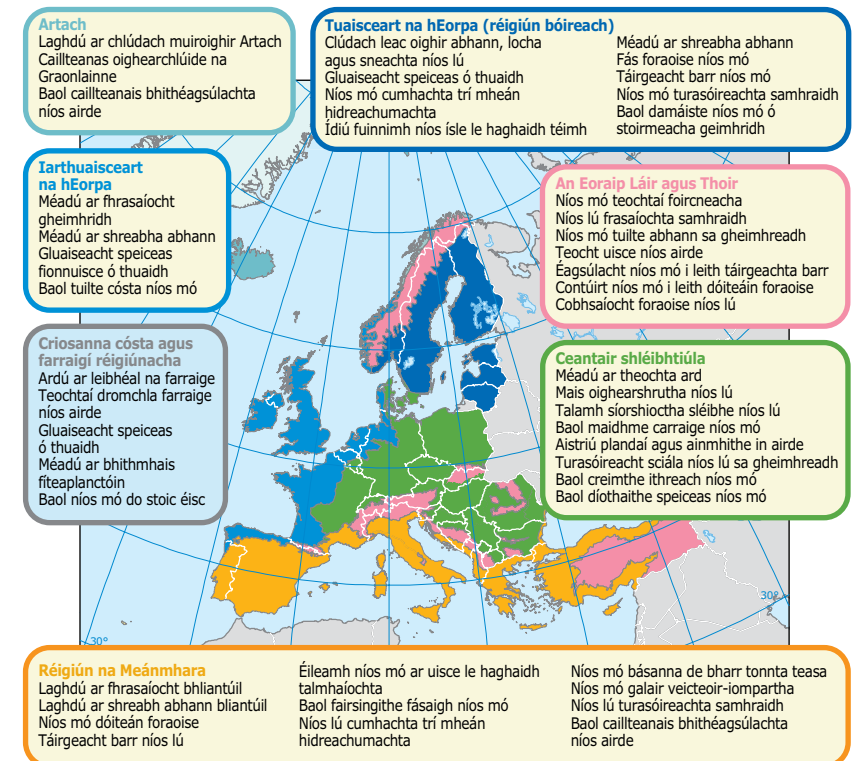 Artach
Laghdú ar chlúdach muiroighir Artach
Caillteanas oighearchlúide na
Graonlainne
Baol caillteanais bhithéagsúlachta
níos airde
Tuaisceart na hEorpa (réigiún bóireach)
Clúdach leac oighir abhann, locha
agus sneachta níos lú
Gluaiseacht speiceas ó thuaidh
Níos mó cumhachta trí mheán
hidreachumachta
Ídiú fuinnimh níos ísle le haghaidh téimh
Méadú ar shreabha abhann
Fás foraoise níos mó
Táirgeacht barr níos mó
Níos mó turasóireachta samhraidh
Baol damáiste níos mó ó
stoirmeacha geimhridh
Iarthuaisceart
na hEorpa
Méadú ar fhrasaíocht
gheimhridh
Méadú ar shreabha abhann
Gluaiseacht speiceas
fionnuisce ó thuaidh
Baol tuilte cósta níos mó
An Eoraip Láir agus Thoir
Níos mó teochtaí foircneacha
Níos lú frasaíochta samhraidh
Níos mó tuilte abhann sa gheimhreadh
Teocht uisce níos airde
Éagsúlacht níos mó i leith táirgeachta barr
Contúirt níos mó i leith dóiteáin foraoise
Cobhsaíocht foraoise níos lú
Criosanna cósta agus
farraigí réigiúnacha
Ardú ar leibhéal na farraige
Teochtaí dromchla farraige
níos airde
Gluaiseacht speiceas
ó thuaidh
Méadú ar bhithmhais
fíteaplanctóin
Baol níos mó do stoic éisc
Ceantair shléibhtiúla
Méadú ar theochta ard
Mais oighearshrutha níos lú
Talamh síorshioctha sléibhe níos lú
Baol maidhme carraige níos mó
Aistriú plandaí agus ainmhithe in airde
Turasóireacht sciála níos lú sa gheimhreadh
Baol creimthe ithreach níos mó
Baol díothaithe speiceas níos mó
30°
30°
Réigiún na Meánmhara
Laghdú ar fhrasaíocht bhliantúil
Laghdú ar shreabh abhann bliantúil
Níos mó dóiteán foraoise
Táirgeacht barr níos lú
Éileamh níos mó ar uisce le haghaidh
talmhaíochta
Baol fairsingithe fásaigh níos mó
Níos lú cumhachta trí mheán
hidreachumachta
Níos mó básanna de bharr tonnta teasa
Níos mó galair veicteoir-iompartha
Níos lú turasóireachta samhraidh
Baol caillteanais bhithéagsúlachta
níos airde